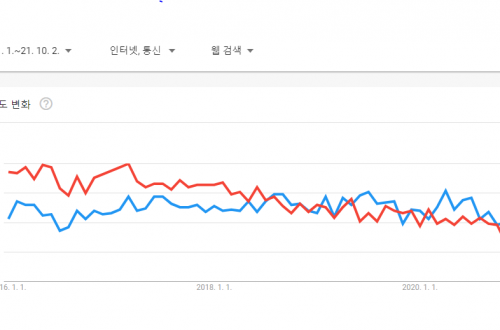 . 1.~21. 10. 2. 인터넷, 통신 웹 검색
도 변화 ?
16. 1. 1. 2018. 1. 1. 2020. 1. 1.